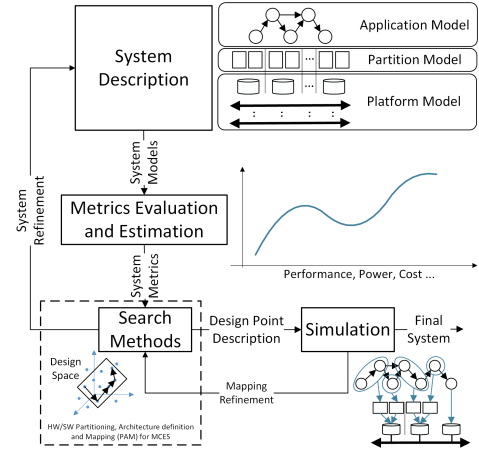 System
Description
Application Model
Partition Model
...
Platform Model
...
: : :
System
Models
System
Refinement
Metrics Evaluation
and Estimation
Performance, Power, Cost ...
System
Metrics
Search
Methods
Design Point
Description
Simulation
Final
System
Design
Space
Mapping
Refinement
HW/SW Partitioning, Architecture definition
and Mapping (PAM) for MCES